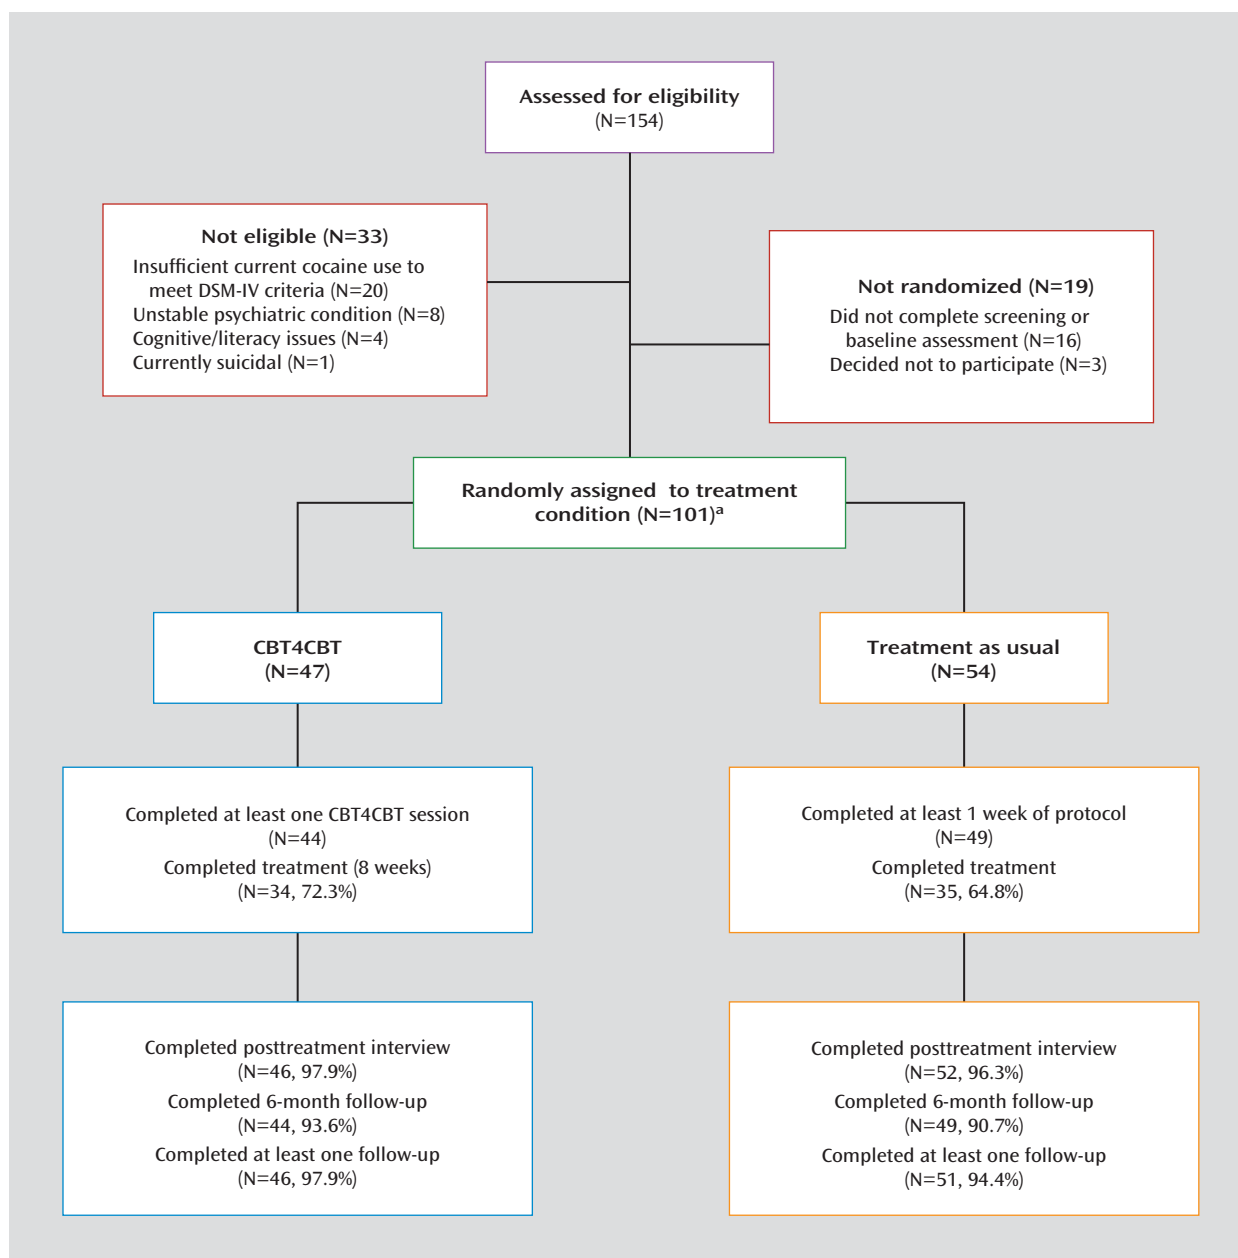 Assessed for eligibility
(N=154)
Not eligible (N=33)
Insufficient current cocaine use to
meet DSM-IV criteria (N=20)
Unstable psychiatric condition (N=8)
Cognitive/literacy issues (N=4)
Currently suicidal (N=1)
Not randomized (N=19)
Did not complete screening or
baseline assessment (N=16)
Decided not to participate (N=3)
Randomly assigned to treatment
condition (N=101)ª
CBT4CBT
(N=47)
Treatment as usual
(N=54)
Completed at least one CBT4CBT session
(N=44)
Completed treatment (8 weeks)
(N=34, 72.3%)
Completed at least 1 week of protocol
(N=49)
Completed treatment
(N=35, 64.8%)
Completed posttreatment interview
(N=46, 97.9%)
Completed 6-month follow-up
(N=44, 93.6%)
Completed at least one follow-up
(N=46, 97.9%)
Completed posttreatment interview
(N=52, 96.3%)
Completed 6-month follow-up
(N=49, 90.7%)
Completed at least one follow-up
(N=51, 94.4%)